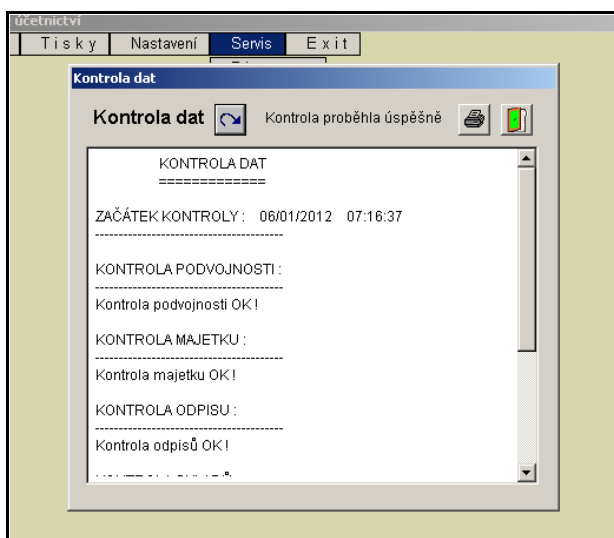 účetnictví
Tisky Nastavení Servis Exit
Kontrola dat
Kontrola dat Kontrola proběhla úspěšně
KONTROLA DAT
=============
ZAČÁTEK KONTROLY : 06/01/2012 07:16:37
----------------------------------------
KONTROLA PODVOJNOSTI :
----------------------------------------
Kontrola podvojnosti OK !
KONTROLA MAJETKU :
----------------------------------------
Kontrola majetku OK !
KONTROLA ODPISU :
----------------------------------------
Kontrola odpisů OK !